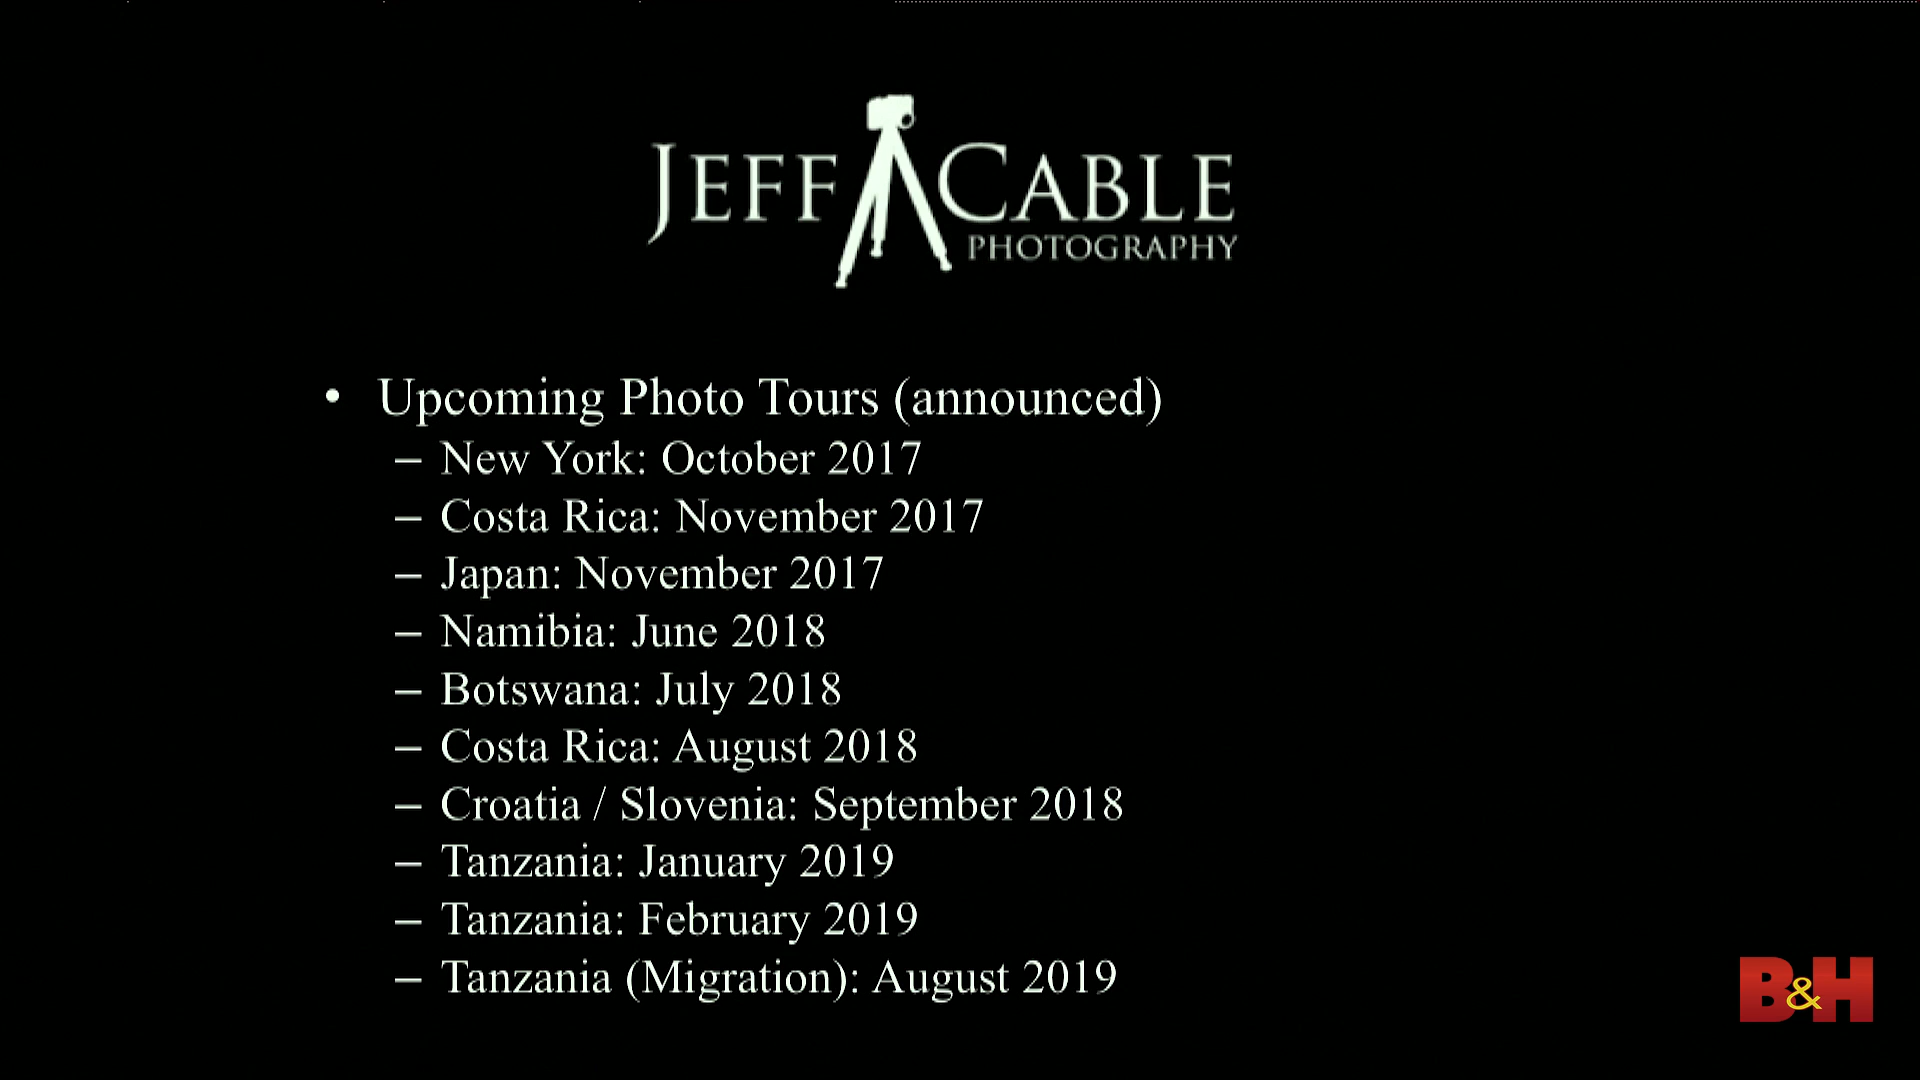 JEFF CABLE
PHOTOGRAPHY
• Upcoming Photo Tours (announced)
– New York: October 2017
– Costa Rica: November 2017
– Japan: November 2017
– Namibia: June 2018
– Botswana: July 2018
– Costa Rica: August 2018
– Croatia / Slovenia: September 2018
– Tanzania: January 2019
– Tanzania: February 2019
– Tanzania (Migration): August 2019
B&H